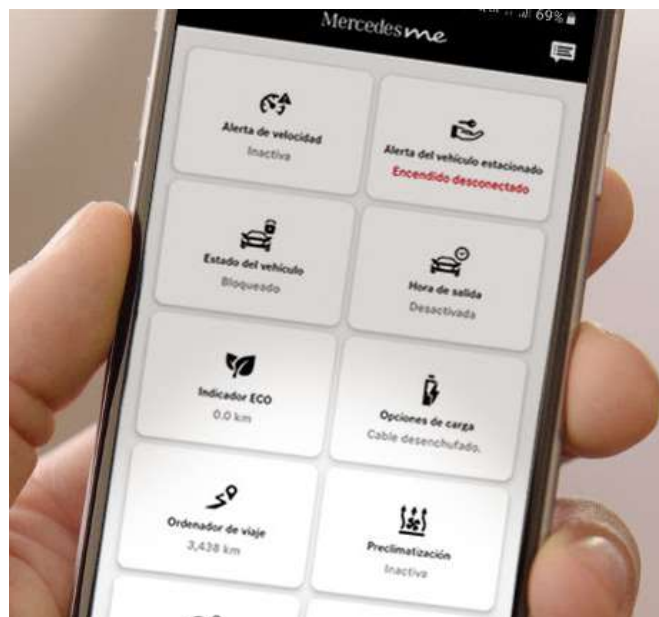 69%
Mercedes me
Alerta de velocidad
Inactiva
Alerta del vehículo estacionado
Encendido desconectado
Estado del vehículo
Bloqueado
Hora de salida
Desactivada
Indicador ECO
0.0 km
Opciones de carga
Cable desenchufado.
Ordenador de viaje
3,438 km
Preclimatización
Inactiva